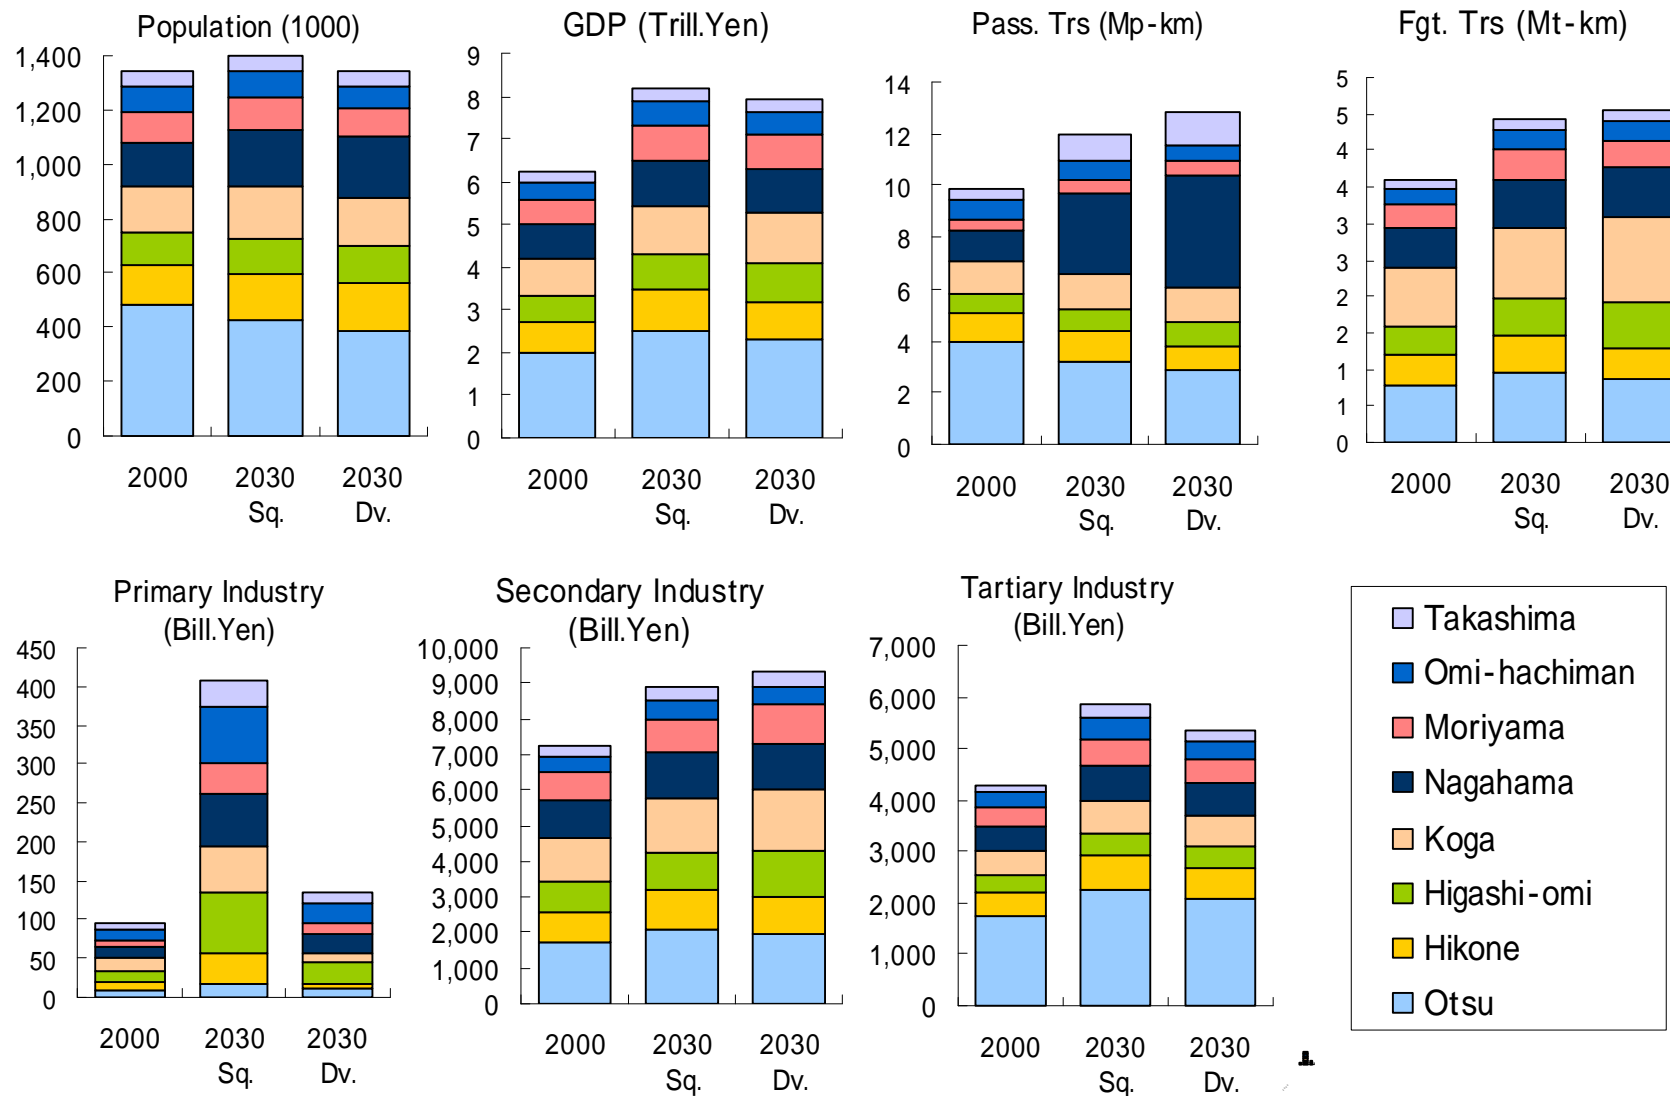 Population (1000)
GDP (Trill.Yen)
Pass. Trs (Mp-km)
Fgt. Trs (Mt-km)
1,400
1,200
1,000
800
600
400
200
0
2000
2030
Sq.
2030
Dv.
9
8
7
6
5
4
3
2
1
0
2000
2030
Sq.
2030
Dv.
14
12
10
8
6
4
2
0
2000
2030
Sq.
2030
Dv.
5
5
4
4
3
3
2
2
1
1
0
2000
2030
Sq.
2030
Dv.
Primary Industry
(Bill.Yen)
450
400
350
300
250
200
150
100
50
0
2000
2030
Sq.
2030
Dv.
Secondary Industry
(Bill.Yen)
10,000
9,000
8,000
7,000
6,000
5,000
4,000
3,000
2,000
1,000
0
2000
2030
Sq.
2030
Dv.
Tartiary Industry
(Bill.Yen)
7,000
6,000
5,000
4,000
3,000
2,000
1,000
0
2000
2030
Sq.
2030
Dv.
Takashima
Omi-hachiman
Moriyama
Nagahama
Koga
Higashi-omi
Hikone
Otsu